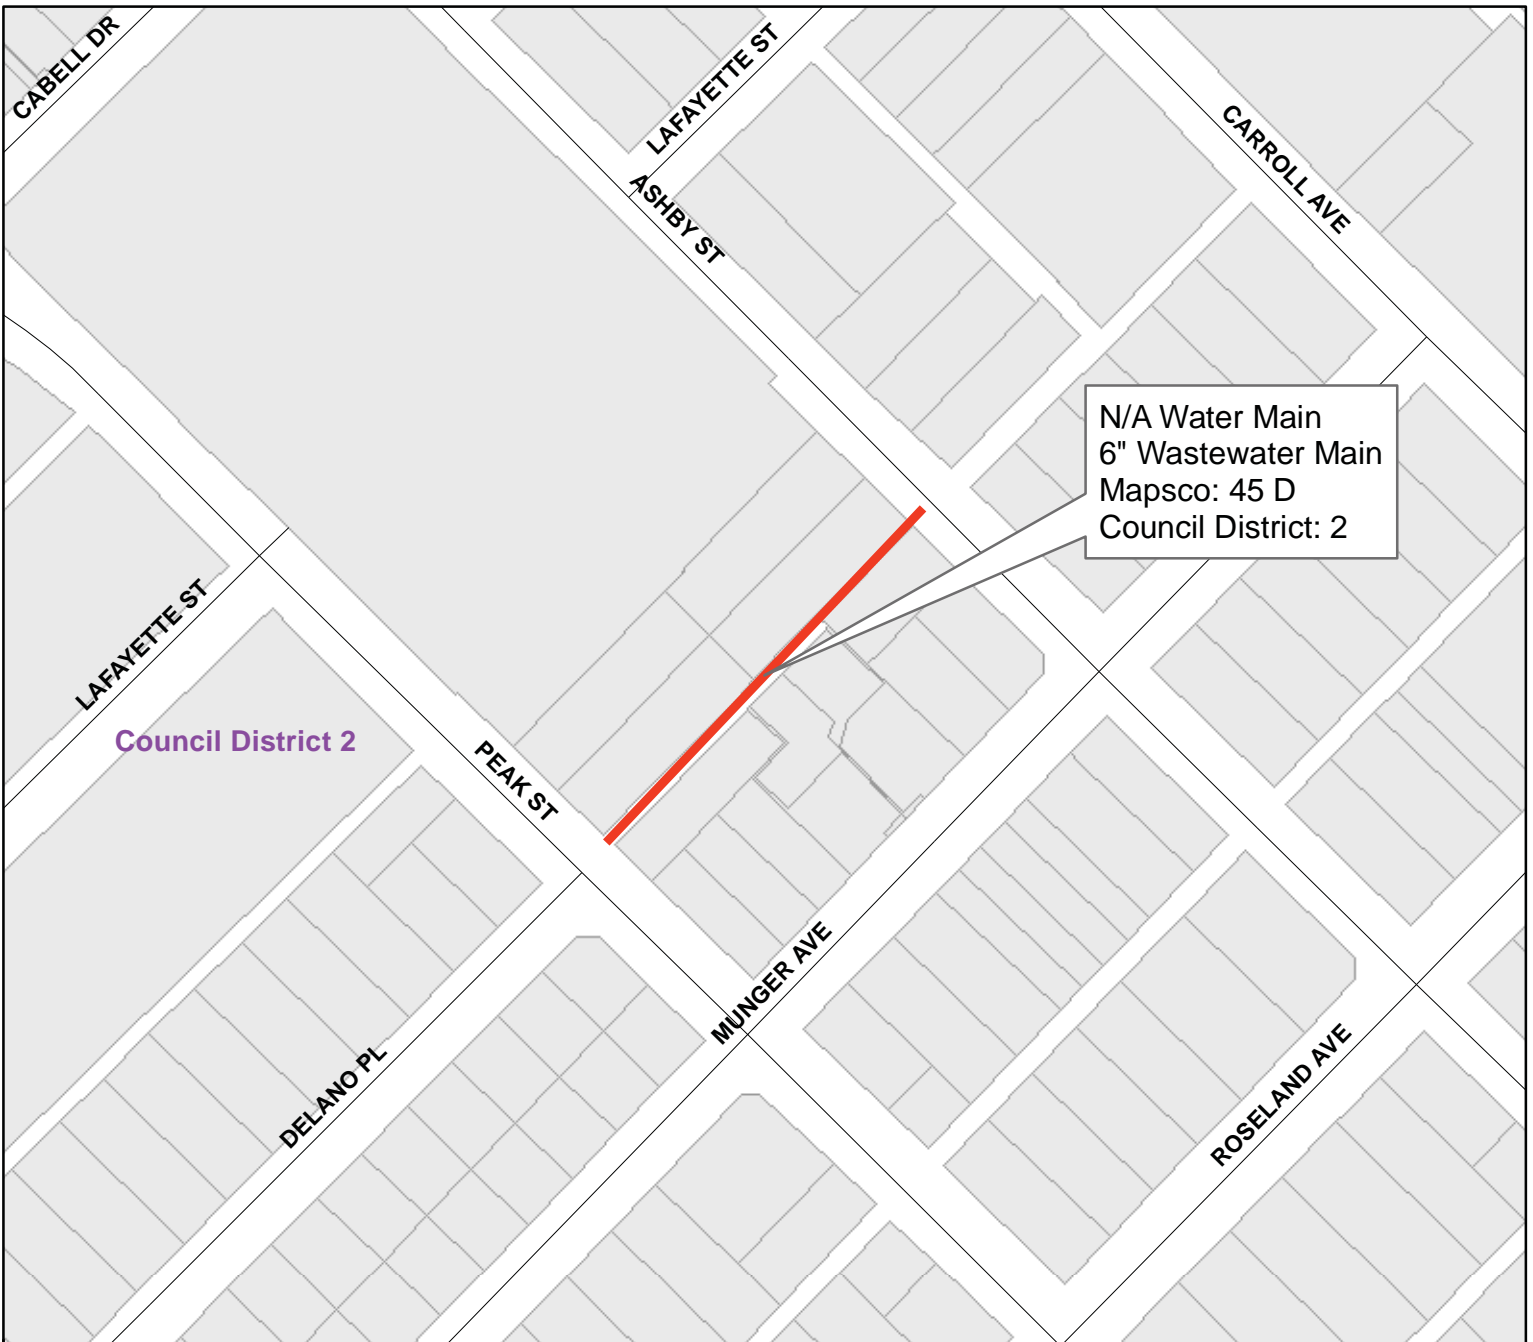 CABELL DR
LAFAYETTE ST
ASHBY ST
CARROLL AVE
N/A Water Main
6" Wastewater Main
Mapsco: 45 D
Council District: 2
LAFAYETTE ST
Council District 2
PEAK ST
MUNGER AVE
DELANO PL
ROSELAND AVE